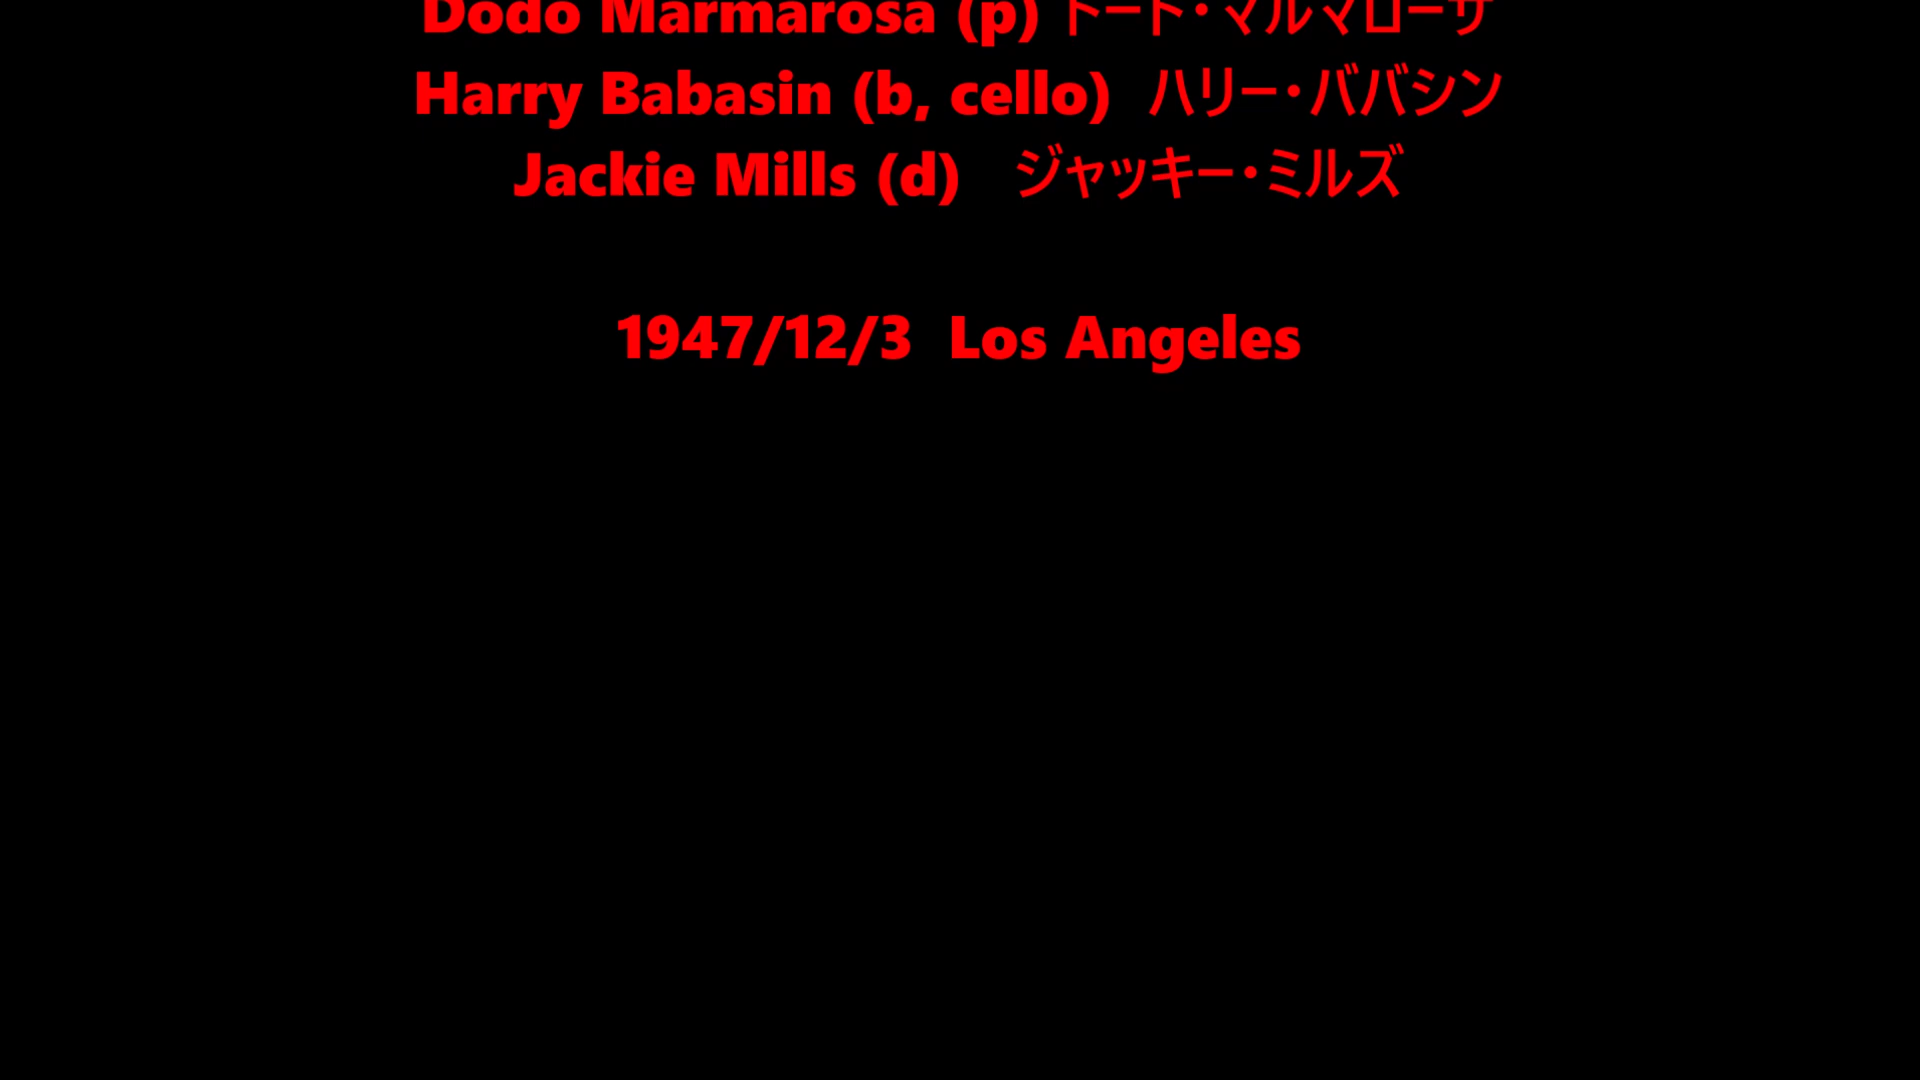 Dodo Marmarosa (p) ドード・マルマローサ
Harry Babasin (b, cello) ハリー・ババシン
Jackie Mills (d) ジャッキー・ミルズ
1947/12/3 Los Angeles